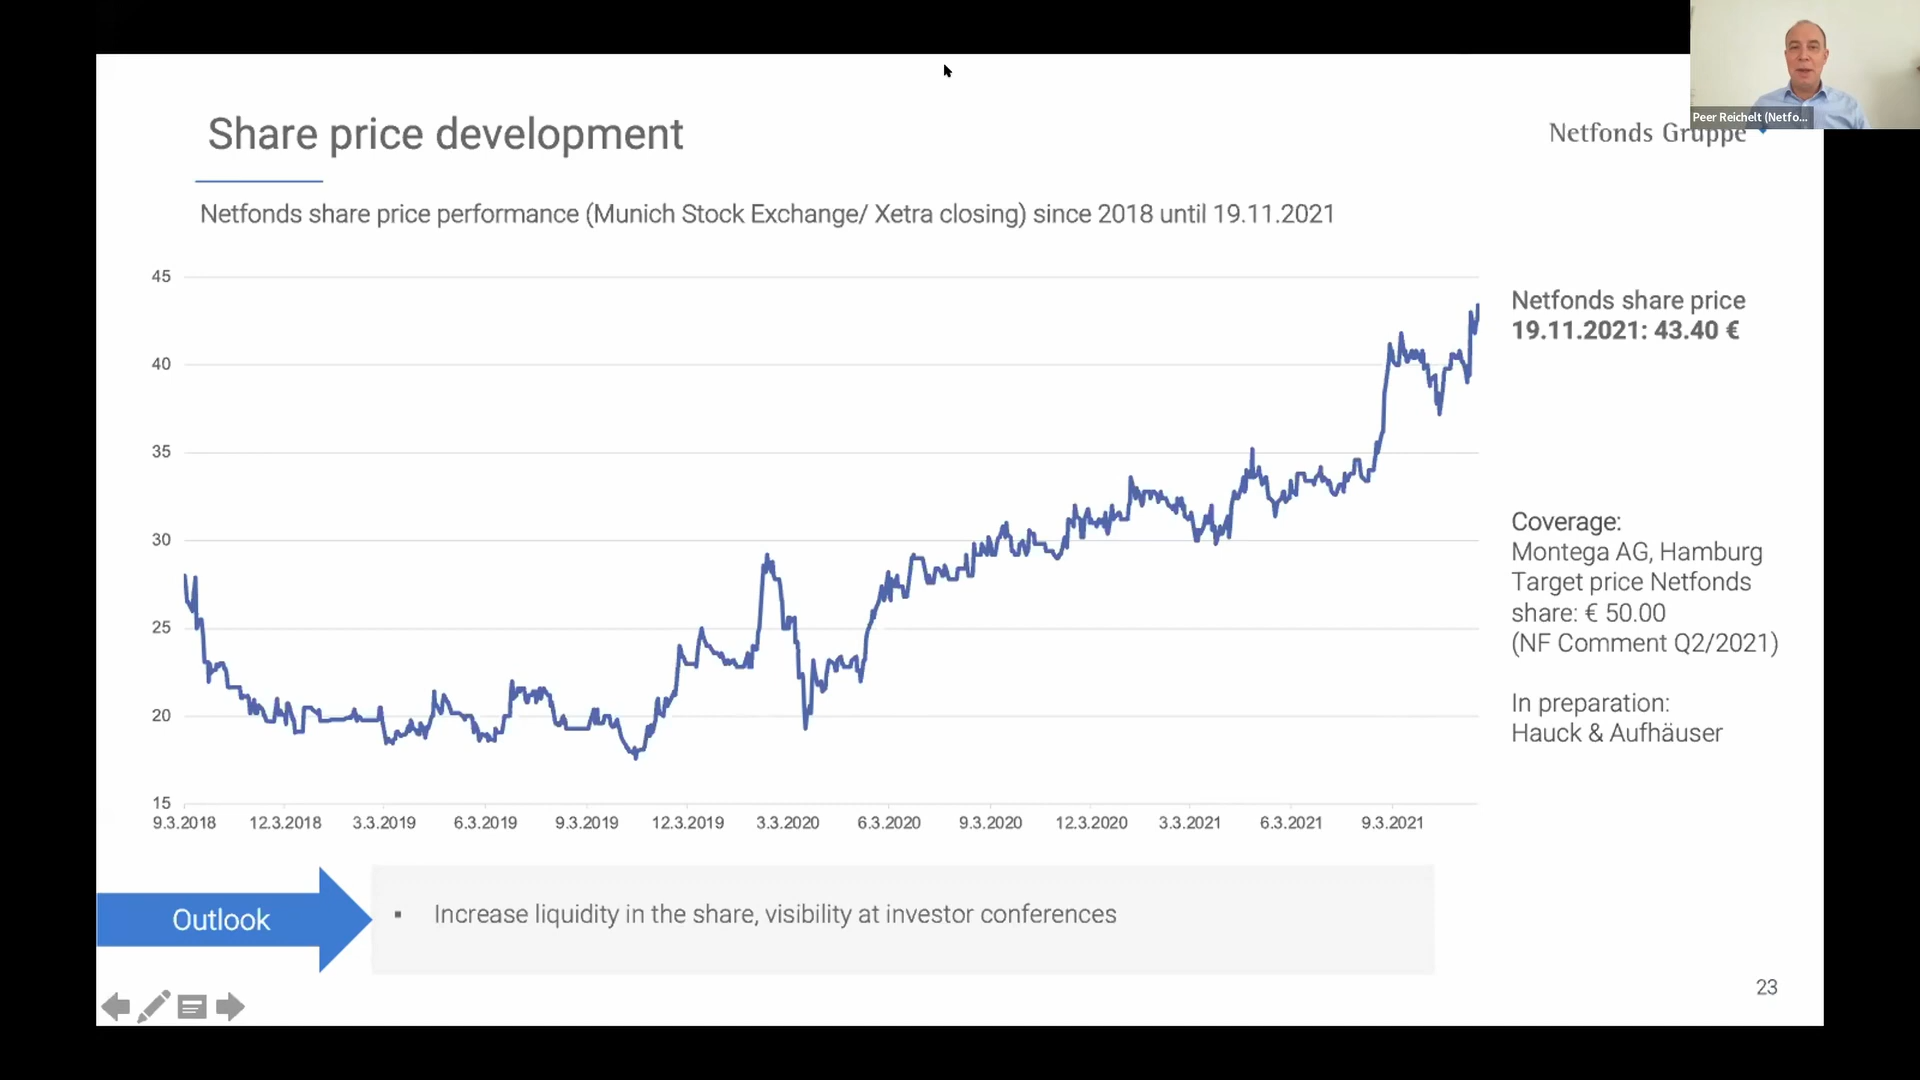 Peer Reichelt (Netfo...
Share price development
Netfonds Gruppe
Netfonds share price performance (Munich Stock Exchange/ Xetra closing) since 2018 until 19.11.2021
45
40
35
30
25
20
15
9.3.2018 12.3.2018 3.3.2019 6.3.2019 9.3.2019 12.3.2019 3.3.2020 6.3.2020 9.3.2020 12.3.2020 3.3.2021 6.3.2021 9.3.2021
Netfonds share price
19.11.2021: 43.40 €
Coverage:
Montega AG, Hamburg
Target price Netfonds
share: € 50.00
(NF Comment Q2/2021)
In preparation:
Hauck & Aufhäuser
Outlook
▪ Increase liquidity in the share, visibility at investor conferences
23